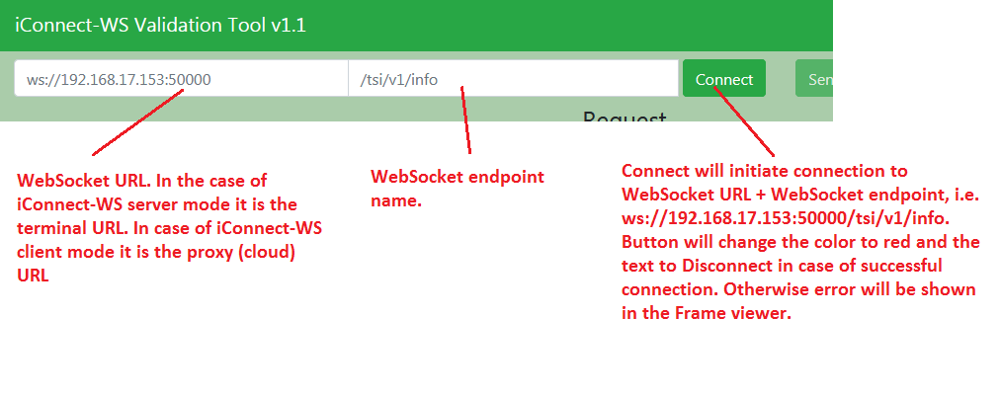 iConnect-WS Validation Tool v1.1
ws://192.168.17.153:50000
/tsi/v1/info
Connect
Sen
Request
WebSocket URL. In the case of
iConnect-WS server mode it is the
terminal URL. In case of iConnect-WS
client mode it is the proxy (cloud)
URL
WebSocket endpoint
name.
Connect will initiate connection to
WebSocket URL + WebSocket endpoint, i.e.
ws://192.168.17.153:50000/tsi/v1/info.
Button will change the color to red and the
text to Disconnect in case of successful
connection. Otherwise error will be shown
in the Frame viewer.